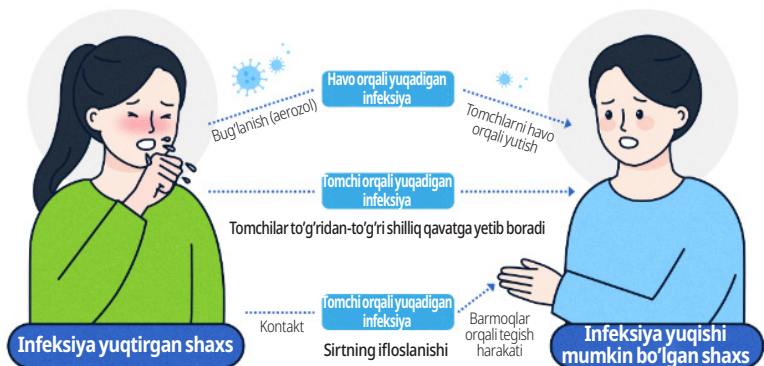 Havo orqali yuqadigan
infeksiya
Bug'lanish (aerozol)
Tomchlarni havo
orqali yutish
Tomchi orqali yuqadigan
infeksiya
Tomchilar to'g'ridan-to'g'ri shilliq qavatga yetib boradi
Tomchi orqali yuqadigan
infeksiya
Kontakt
Sirtning ifloslanishi
Barmoqlar
orqali tegish
harakati
Infeksiya yuqtirgan shaxs
Infeksiya yuqishi
mumkin bo'lgan shaxs